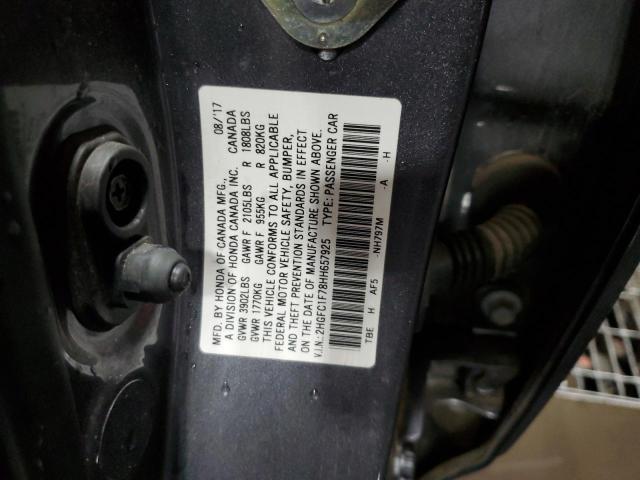 MFD. BY HONDA OF CANADA MFG., 08/'17
A DIVISION OF HONDA CANADA INC. CANADA
GVWR 3902LBS GAWR F 2105LBS R 1808LBS
GVWR 1770KG GAWR F 955KG R 820KG
THIS VEHICLE CONFORMS TO ALL APPLICABLE
FEDERAL MOTOR VEHICLE SAFETY, BUMPER,
AND THEFT PREVENTION STANDARDS IN EFFECT
ON THE DATE OF MANUFACTURE SHOWN ABOVE.
V.I.N.:2HGFC1F78HH657925 TYPE: PASSENGER CAR
TBE H AF5 -NH797M -A -H